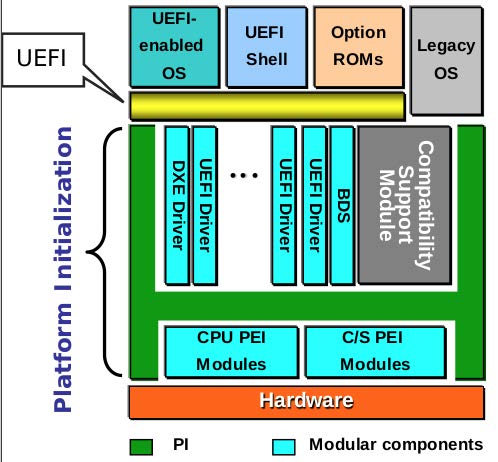 UEFI-
enabled
OS
UEFI
Shell
Option
ROMs
Legacy
OS
UEFI
Platform Initialization
DXE Driver
UEFI Driver
...
UEFI Driver
UEFI Driver
BDS
Compatibility
Support
Module
CPU PEI
Modules
C/S PEI
Modules
Hardware
PI
Modular components